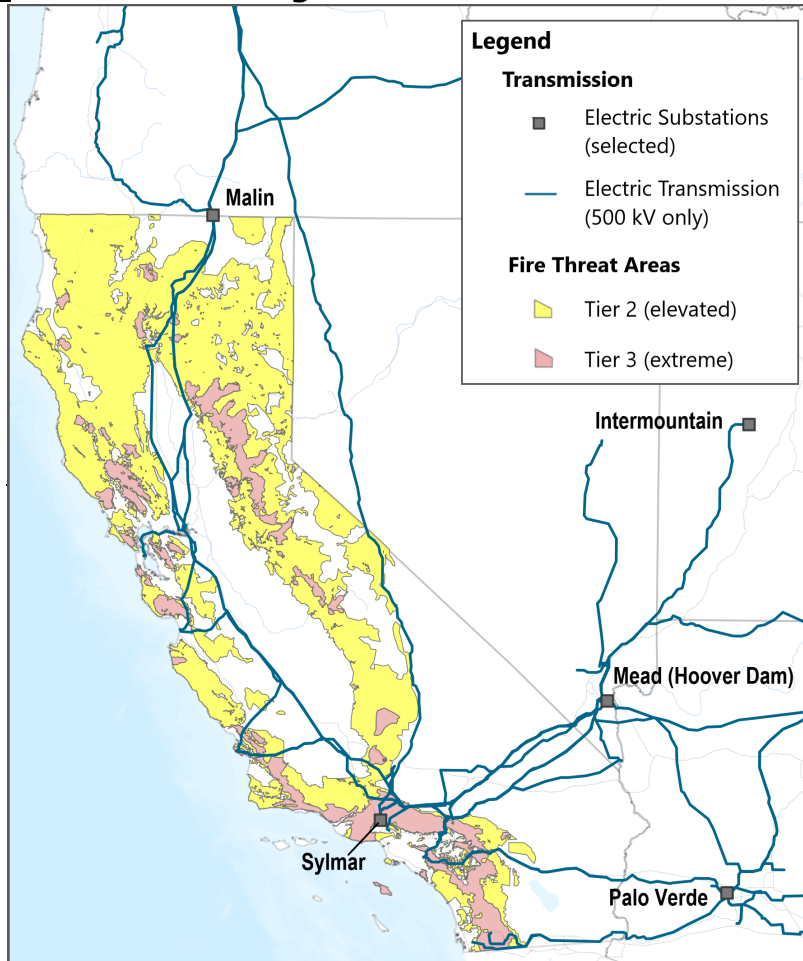 Legend
Transmission
Electric Substations
(selected)
Electric Transmission
(500 kV only)
Fire Threat Areas
Tier 2 (elevated)
Tier 3 (extreme)
Malin
Intermountain
Mead (Hoover Dam)
Sylmar
Palo Verde